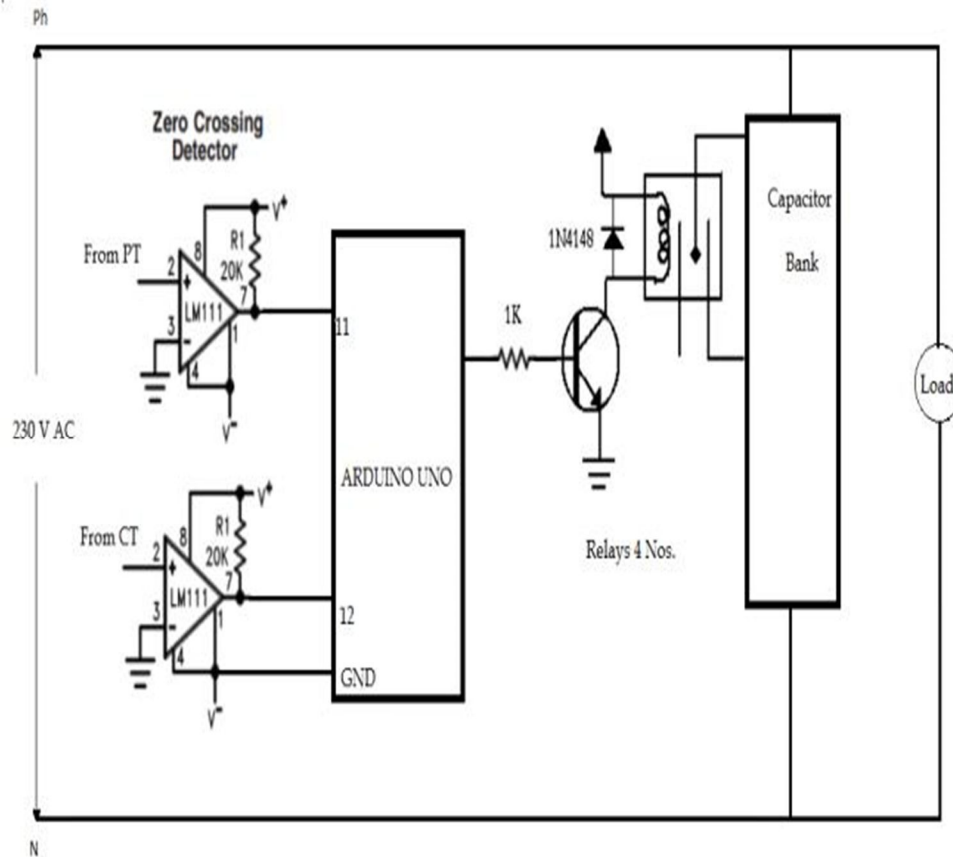 Ph
Zero Crossing
Detector
From PT
2
3
8
+
-
LM111
4
1
7
R1
20K
V+
V-
11
230 V AC
From CT
2
3
8
+
-
LM111
4
1
7
R1
20K
V+
V-
12
GND
ARDUINO UNO
1K
1N4148
Relays 4 Nos.
Capacitor
Bank
Load
N